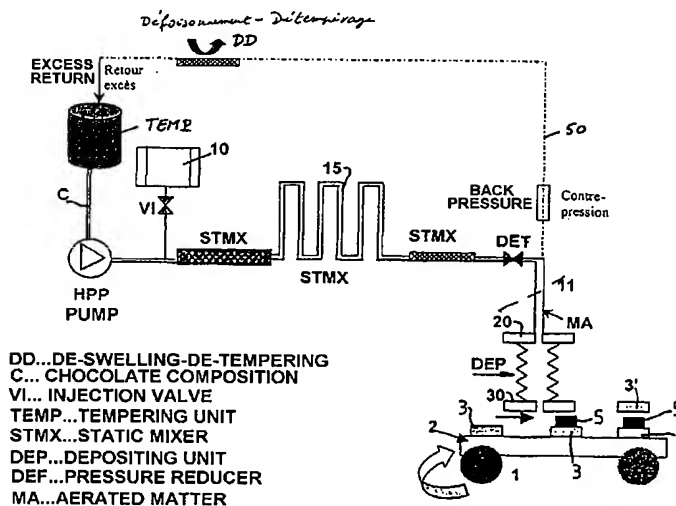 Défoisonnement - Détempérage
DD
EXCESS
RETURN
Retour
excès
TEMP
10
50
C
VI
15
BACK
PRESSURE
Contre-
pression
STMX
STMX
STMX
DET
HPP
PUMP
11
20
MA
DEP
30
3'
3
5
5
2
3
1
DD...DE-SWELLING-DE-TEMPERING
C... CHOCOLATE COMPOSITION
VI... INJECTION VALVE
TEMP...TEMPERING UNIT
STMX...STATIC MIXER
DEP...DEPOSITING UNIT
DEF...PRESSURE REDUCER
MA...AERATED MATTER